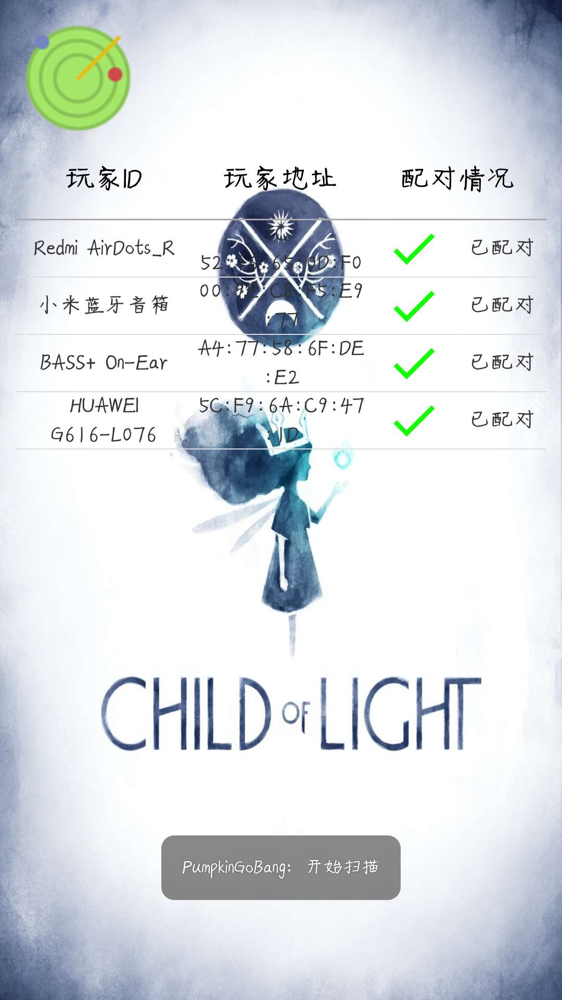 玩家ID 玩家地址 配对情况
Redmi AirDots_R 52: :65:0D:F0 已配对
小米蓝牙音箱 00:9E:C8:F5:E9
:77 已配对
BASS+ On-Ear A4:77:58:6F:DE
:E2 已配对
HUAWEI
G616-L076 5C:F9:6A:C9:47
:1D 已配对
CHILD OF LIGHT
PumpkinGoBang: 开始扫描